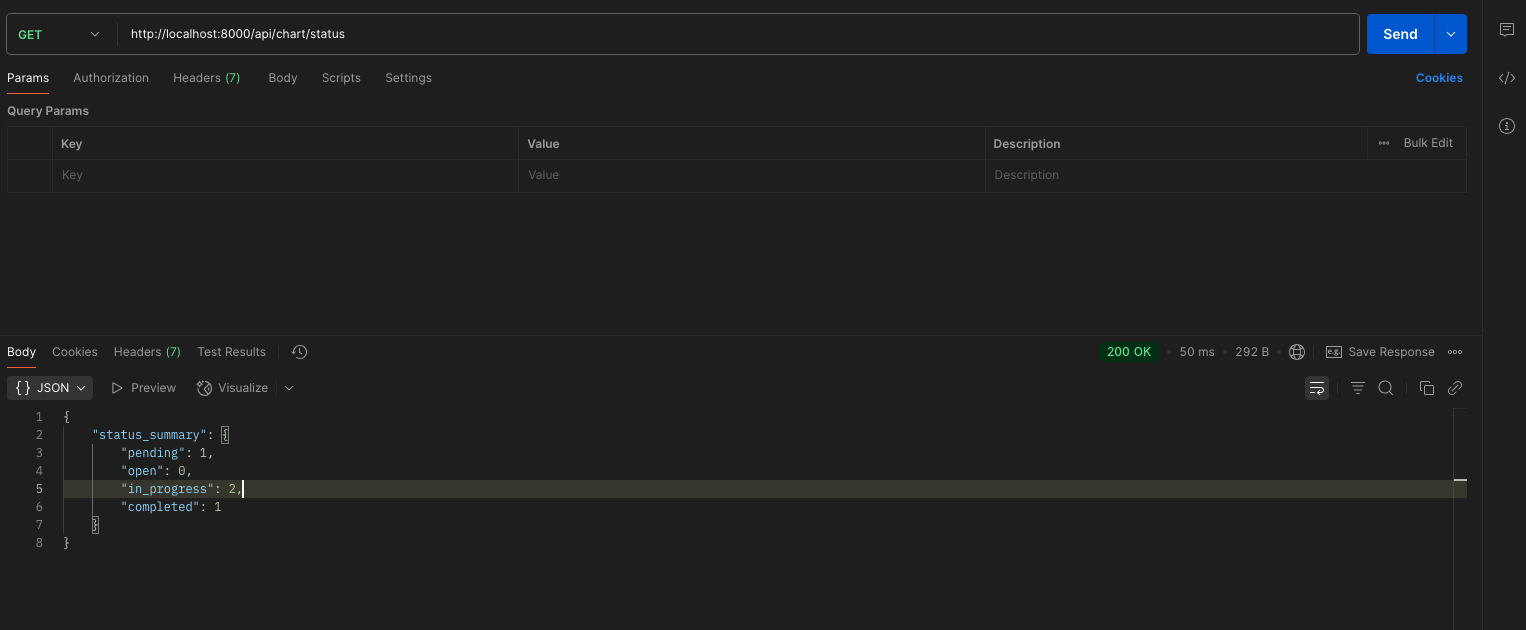 GET http://localhost:8000/api/chart/status Send
Params Authorization Headers (7) Body Scripts Settings Cookies
Query Params
Key Value Description Bulk Edit
Key Value Description
Body Cookies Headers (7) Test Results 200 OK • 50 ms • 292 B • e.g. Save Response
{} JSON Preview Visualize
1 {
2 "status_summary": {
3 "pending": 1,
4 "open": 0,
5 "in_progress": 2,
6 "completed": 1
7 }
8 }